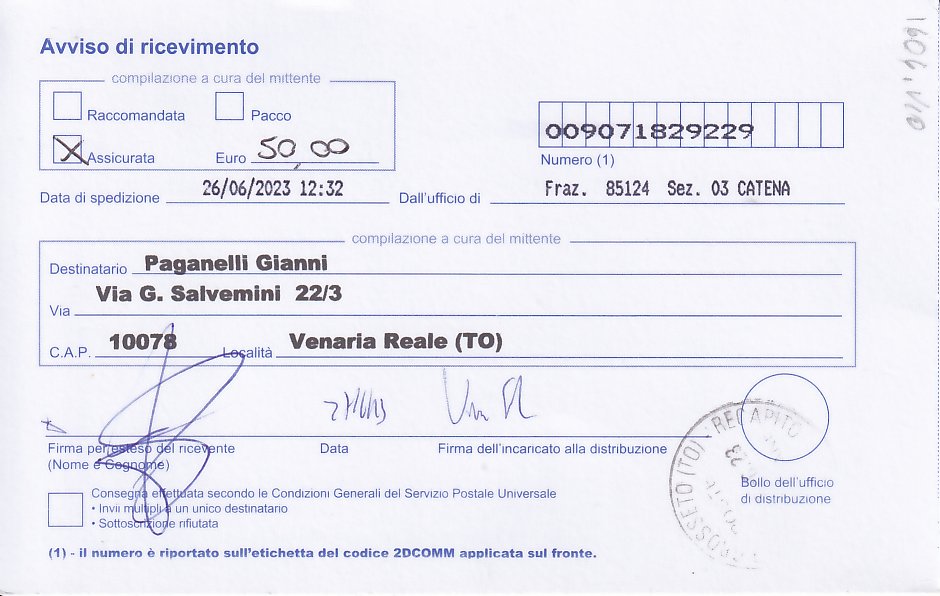 Avviso di ricevimento
compilazione a cura del mittente
Raccomandata Pacco
Assicurata Euro 50,00
009071829229
Numero (1)
Data di spedizione 26/06/2023 12:32 Dall'ufficio di Fraz. 85124 Sez. 03 CATENA
compilazione a cura del mittente
Destinatario Paganelli Gianni
Via G. Salvemini 22/3
Via
C.A.P. 10078 Località Venaria Reale (TO)
Firma per esteso del ricevente
(Nome e Cognome)
Data
Firma dell'incaricato alla distribuzione
RECAPITO
Bollo dell'ufficio
di distribuzione
Consegna effettuata secondo le Condizioni Generali del Servizio Postale Universale
• Invii multipli a un unico destinatario
• Sottoscrizione rifiutata
(1) - il numero è riportato sull'etichetta del codice 2DCOMM applicata sul fronte.